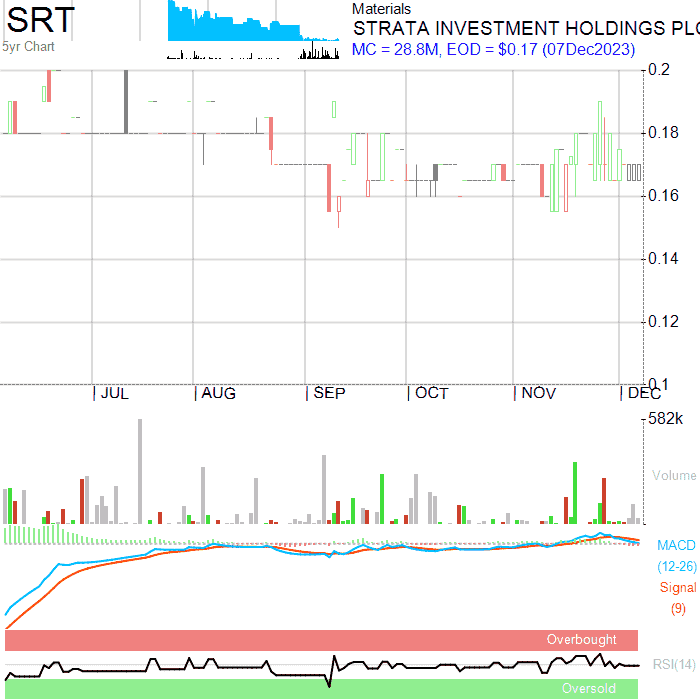 SRT
5yr Chart
Materials
STRATA INVESTMENT HOLDINGS PLC
MC = 28.8M, EOD = $0.17 (07Dec2023)
0.2
0.18
0.16
0.14
0.12
0.1
JUL AUG SEP OCT NOV DEC
582k
Volume
MACD
(12-26)
Signal
(9)
Overbought
RSI(14)
Oversold